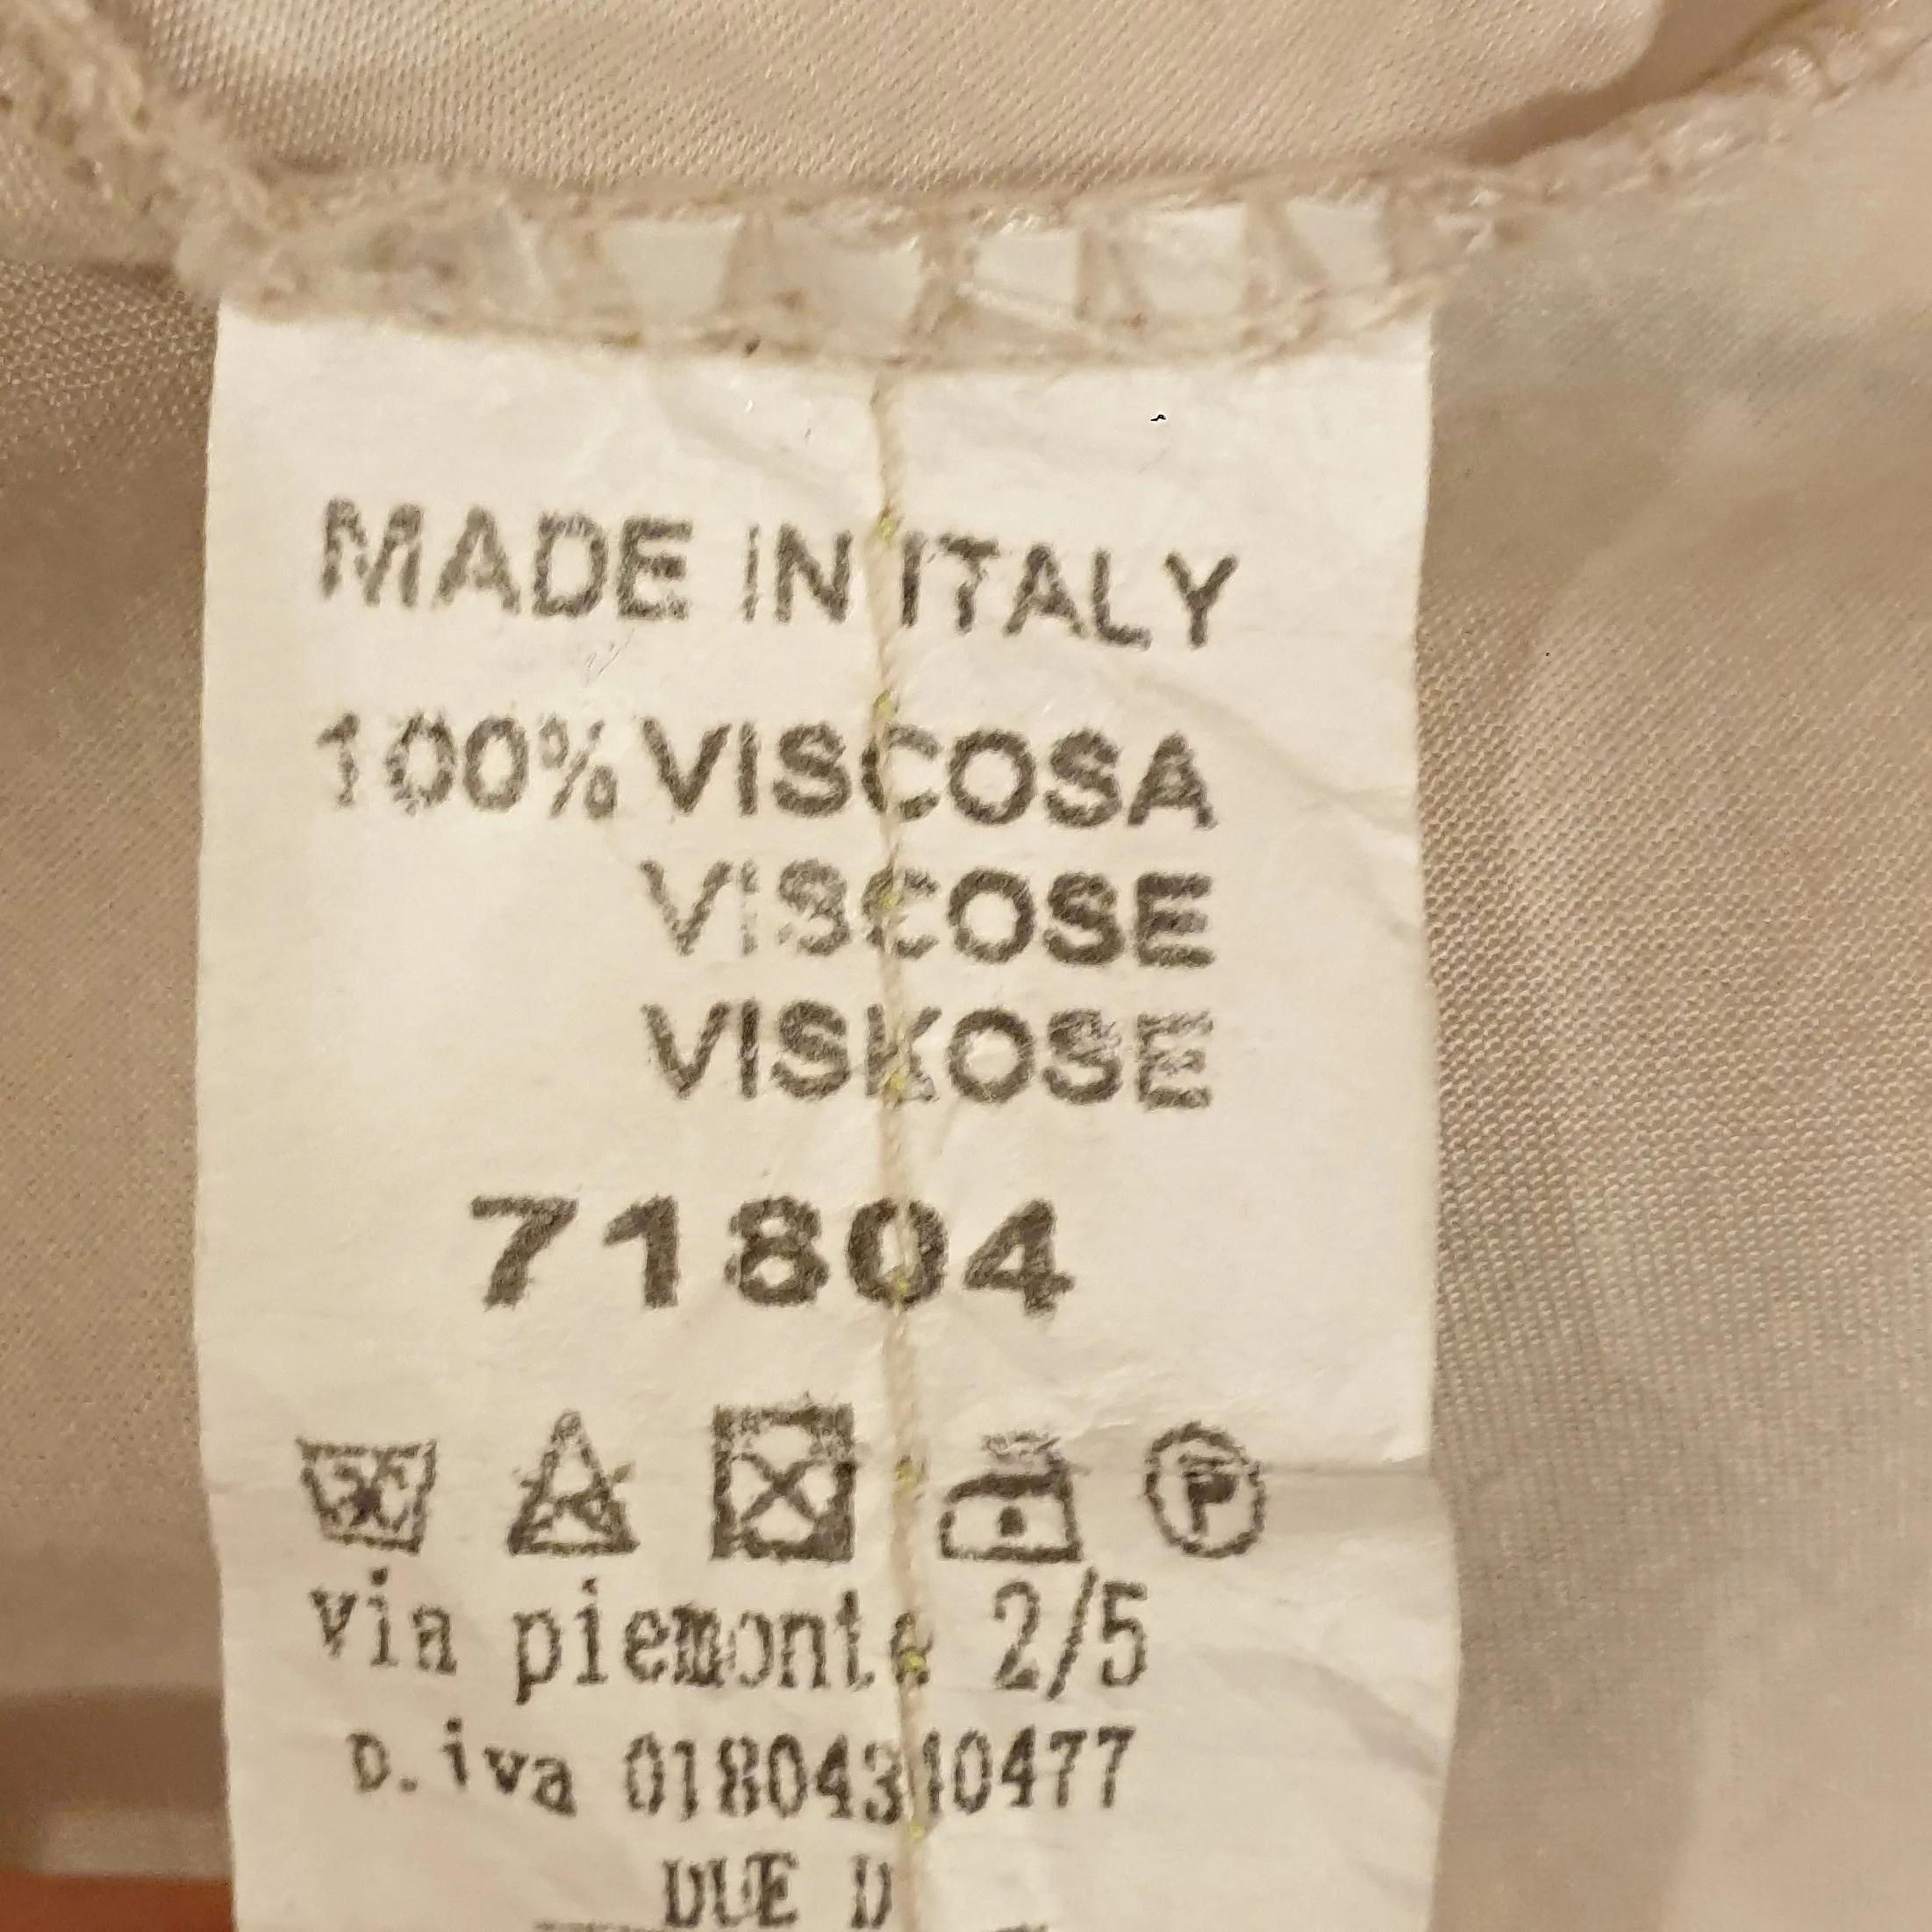 MADE IN ITALY
100% VISCOSA
VISCOSE
VISKOSE
71804
P
via piemonte 2/5
p.iva 01804310477
DUE D